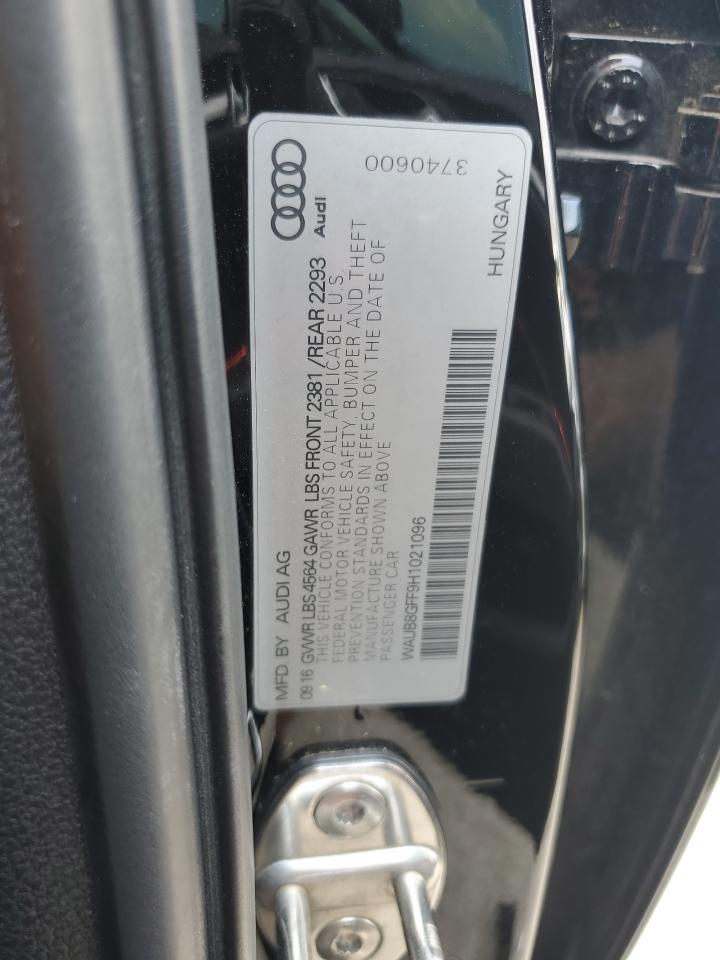 MFD. BY AUDI AG
Audi
09 16 GVWR LBS 4564 GAWR LBS FRONT 2381 /REAR 2293
THIS VEHICLE CONFORMS TO ALL APPLICABLE U.S.
FEDERAL MOTOR VEHICLE SAFETY, BUMPER AND THEFT
PREVENTION STANDARDS IN EFFECT ON THE DATE OF
MANUFACTURE SHOWN ABOVE
PASSENGER CAR
WAUB8GFF9H1021096
HUNGARY
3740600